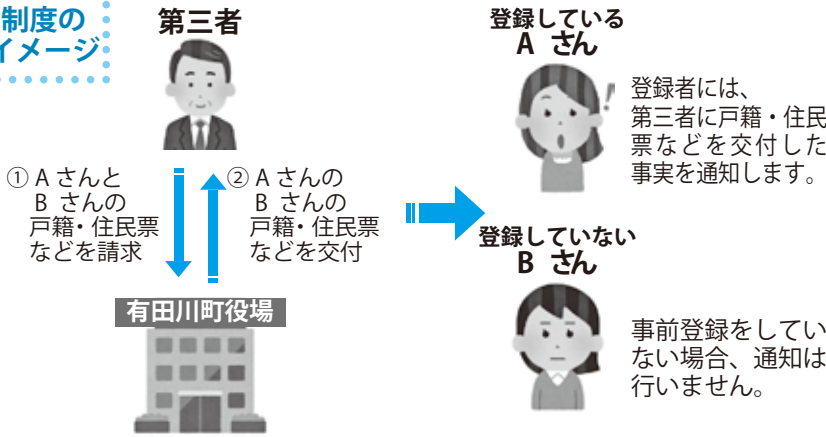 制度の
イメージ
第三者
① A さんと
B さんの
戸籍・住民票
などを請求
② A さんの
B さんの
戸籍・住民票
などを交付
有田川町役場
登録している
A さん
登録者には、
第三者に戸籍・住民
票などを交付した
事実を通知します。
登録していない
B さん
事前登録をしてい
ない場合、通知は
行いません。